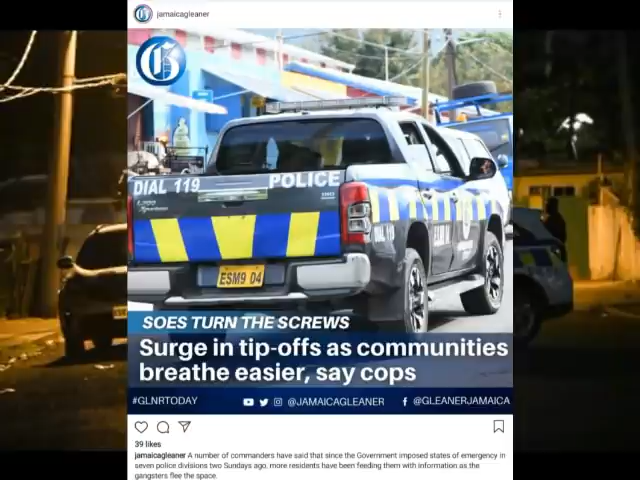 jamaicagleaner
G
DIAL 119
POLICE
L200
DIAL 119
ESM9 04
SOES TURN THE SCREWS
Surge in tip-offs as communities
breathe easier, say cops
#GLNRTODAY
@JAMAICAGLEANER
@GLEANERJAMAICA
39 likes
jamaicagleaner A number of commanders have said that since the Government imposed states of emergency in
seven police divisions two Sundays ago, more residents have been feeding them with information as the
gangsters flee the space.